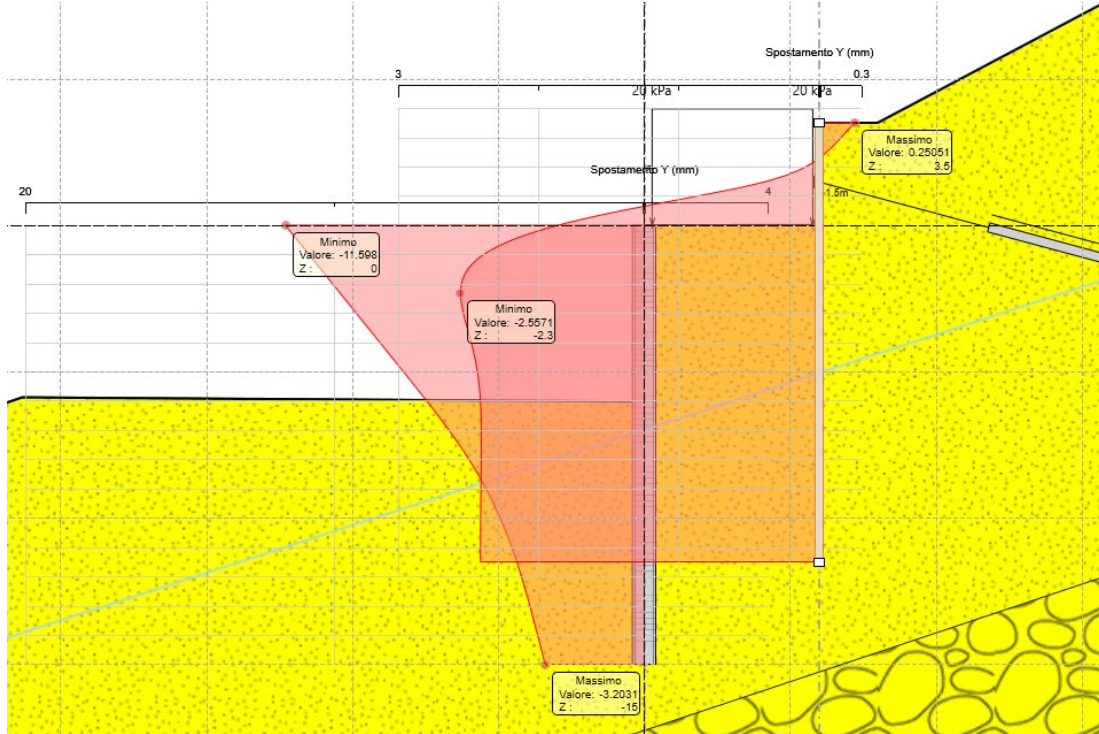 Spostamento Y (mm)
3
0.3
20 kPa
20 kPa
Massimo
Valore: 0.25051
Z : 3.5
Spostamento Y (mm)
20
4
1.5m
Minimo
Valore: -11.598
Z : 0
Minimo
Valore: -2.5571
Z : -2.3
Massimo
Valore: -3.2031
Z : -15